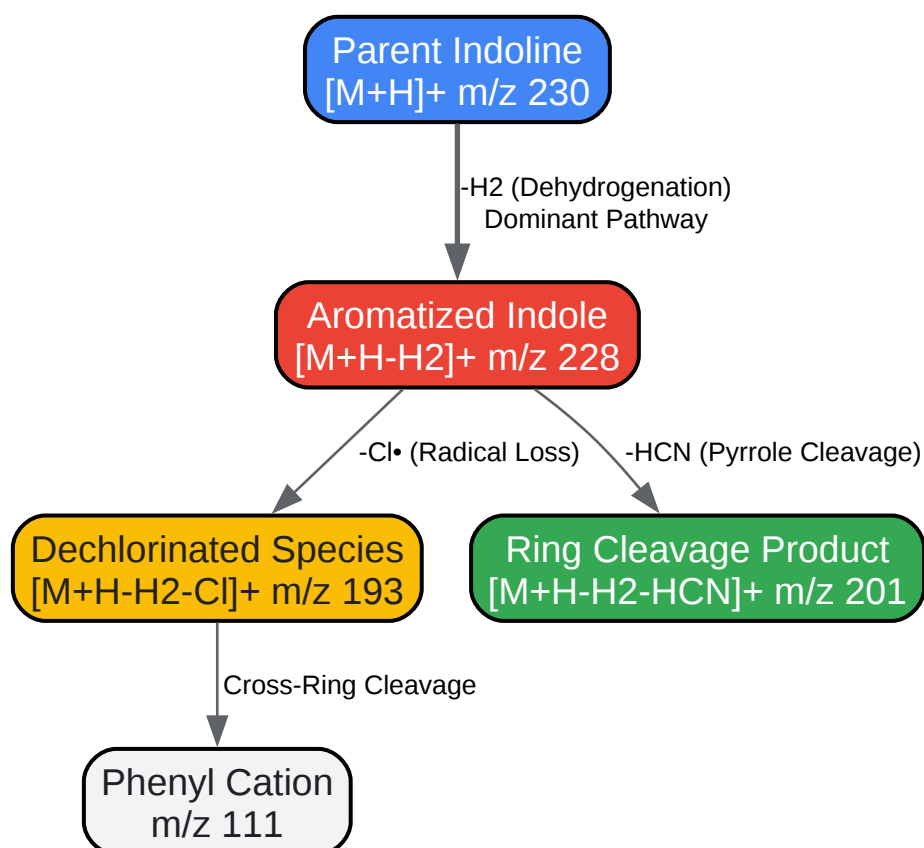 Parent Indoline
[M+H]+ m/z 230
-H2 (Dehydrogenation)
Dominant Pathway
Aromatized Indole
[M+H-H2]+ m/z 228
-Cl• (Radical Loss)
-HCN (Pyrrole Cleavage)
Dechlorinated Species
[M+H-H2-Cl]+ m/z 193
Ring Cleavage Product
[M+H-H2-HCN]+ m/z 201
Cross-Ring Cleavage
Phenyl Cation
m/z 111